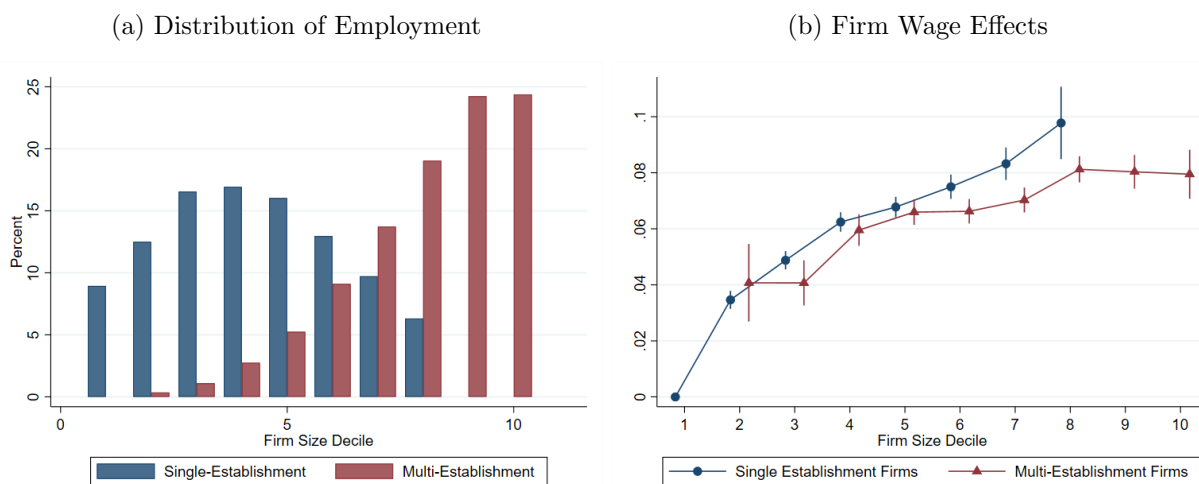 (a) Distribution of Employment
(b) Firm Wage Effects
Percent
25
20
15
10
5
0
0
5
10
Firm Size Decile
Single-Establishment
Multi-Establishment
.1
.08
.06
.04
.02
0
1
2
3
4
5
6
7
8
9
10
Firm Size Decile
Single Establishment Firms
Multi-Establishment Firms